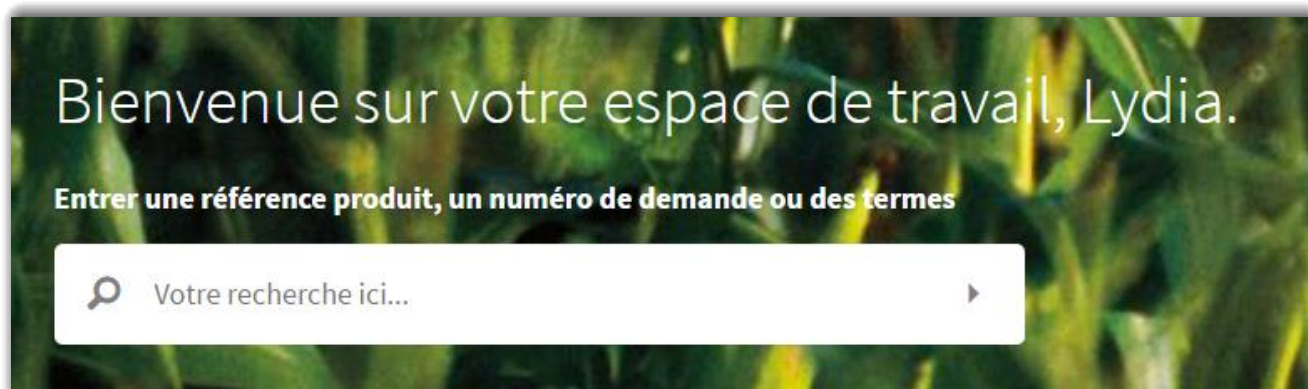 Bienvenue sur votre espace de travail, Lydia.
Entrer une référence produit, un numéro de demande ou des termes
Votre recherche ici...